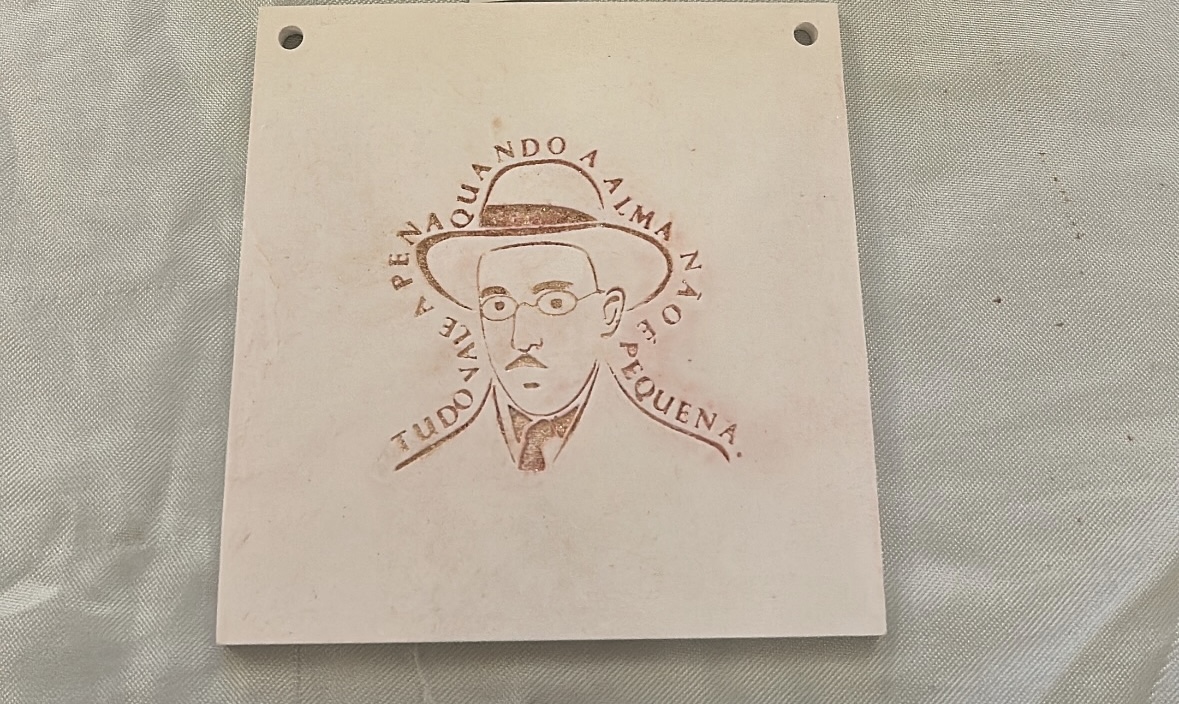 TUDO VALE A PENA QUANDO A ALMA NÃO É PEQUENA.